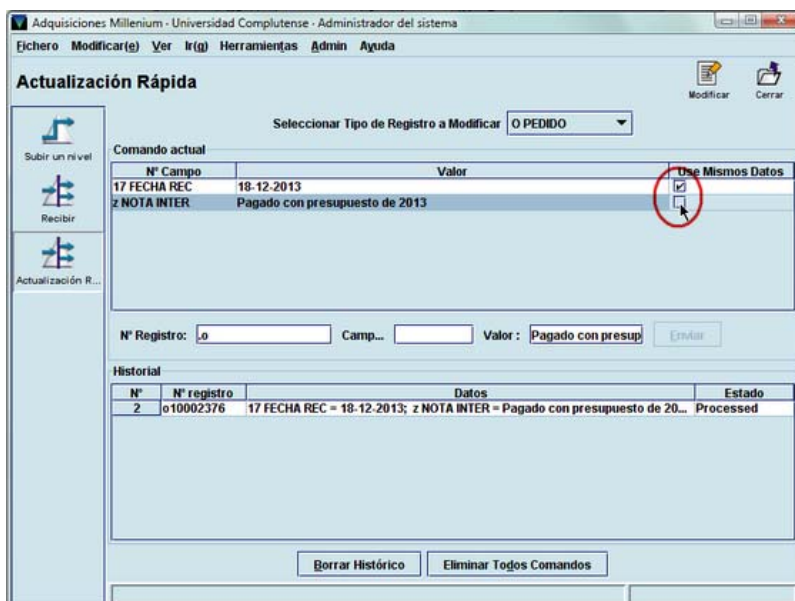 Adquisiciones Millenium - Universidad Complutense - Administrador del sistema
Fichero Modificar(e) Ver Ir(g) Herramientas Admin Ayuda
Actualización Rápida
Modificar Cerrar
Seleccionar Tipo de Registro a Modificar O PEDIDO
Subir un nivel
Recibir
Actualización R...
Comando actual
Nº Campo Valor Use Mismos Datos
17 FECHA REC 18-12-2013
z NOTA INTER Pagado con presupuesto de 2013
Nº Registro: .o Camp... Valor : Pagado con presup Enviar
Historial
Nº Nº registro Datos Estado
2 o10002376 17 FECHA REC = 18-12-2013; z NOTA INTER = Pagado con presupuesto de 20... Processed
Borrar Histórico Eliminar Todos Comandos